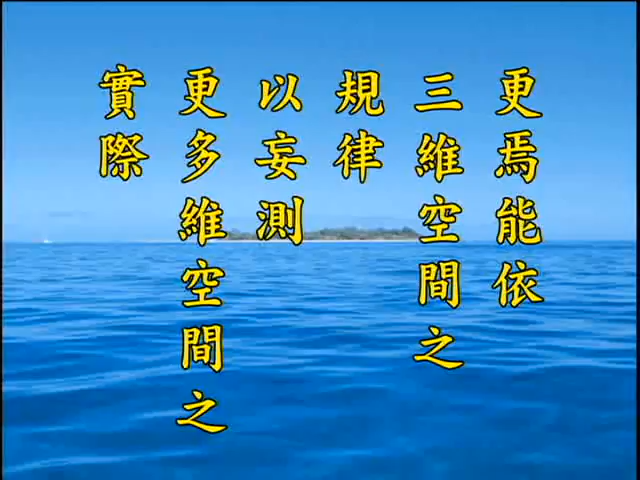 更焉能依
三維空間之
規律
以妄測
更多維空間之
實際